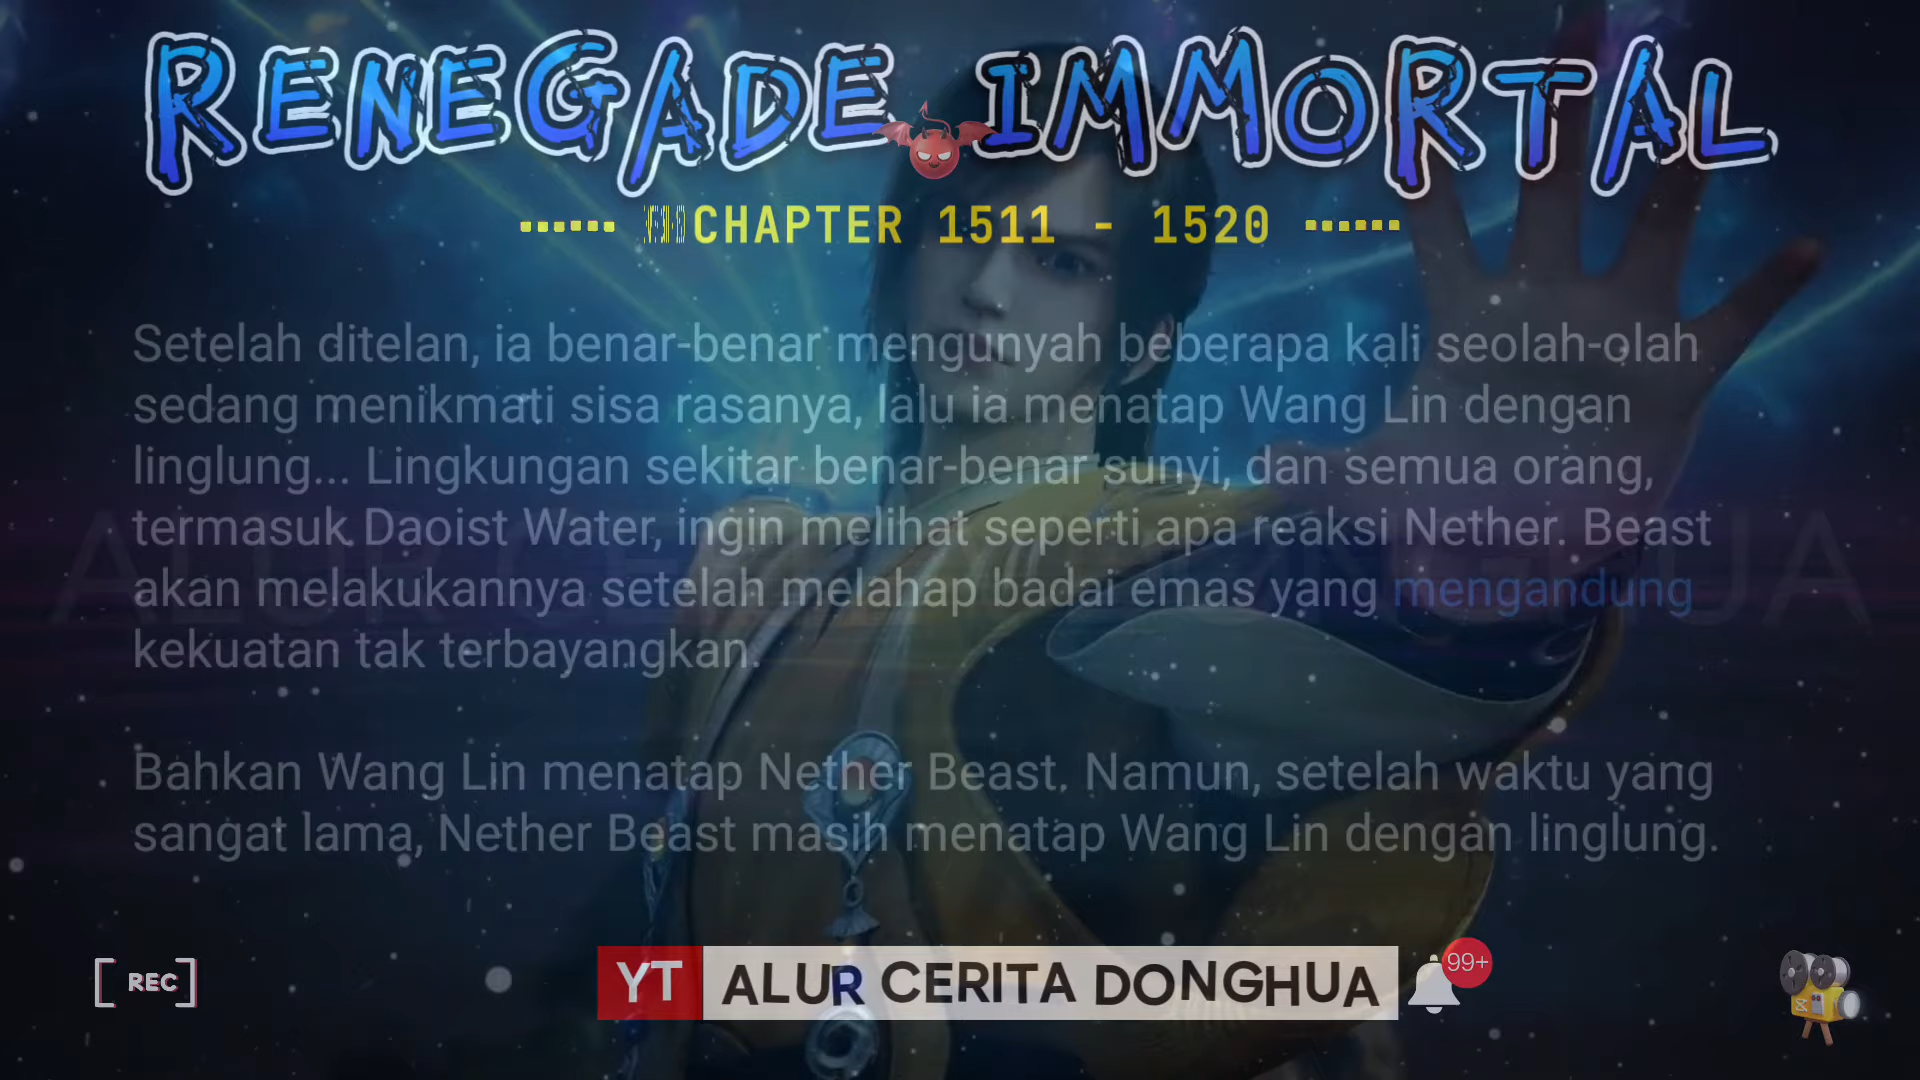 RENEGADE IMMORTAL
CHAPTER 1511 - 1520
Setelah ditelan, ia benar-benar mengunyah beberapa kali seolah-olah
sedang menikmati sisa rasanya, lalu ia menatap Wang Lin dengan
linglung... Lingkungan sekitar benar-benar sunyi, dan semua orang,
termasuk Daoist Water, ingin melihat seperti apa reaksi Nether. Beast
akan melakukannya setelah melahap badai emas yang mengandung
kekuatan tak terbayangkan.
Bahkan Wang Lin menatap Nether Beast. Namun, setelah waktu yang
sangat lama, Nether Beast masih menatap Wang Lin dengan linglung.
ALUR CERITA DONGHUA
[REC]
YT ALUR CERITA DONGHUA
99+